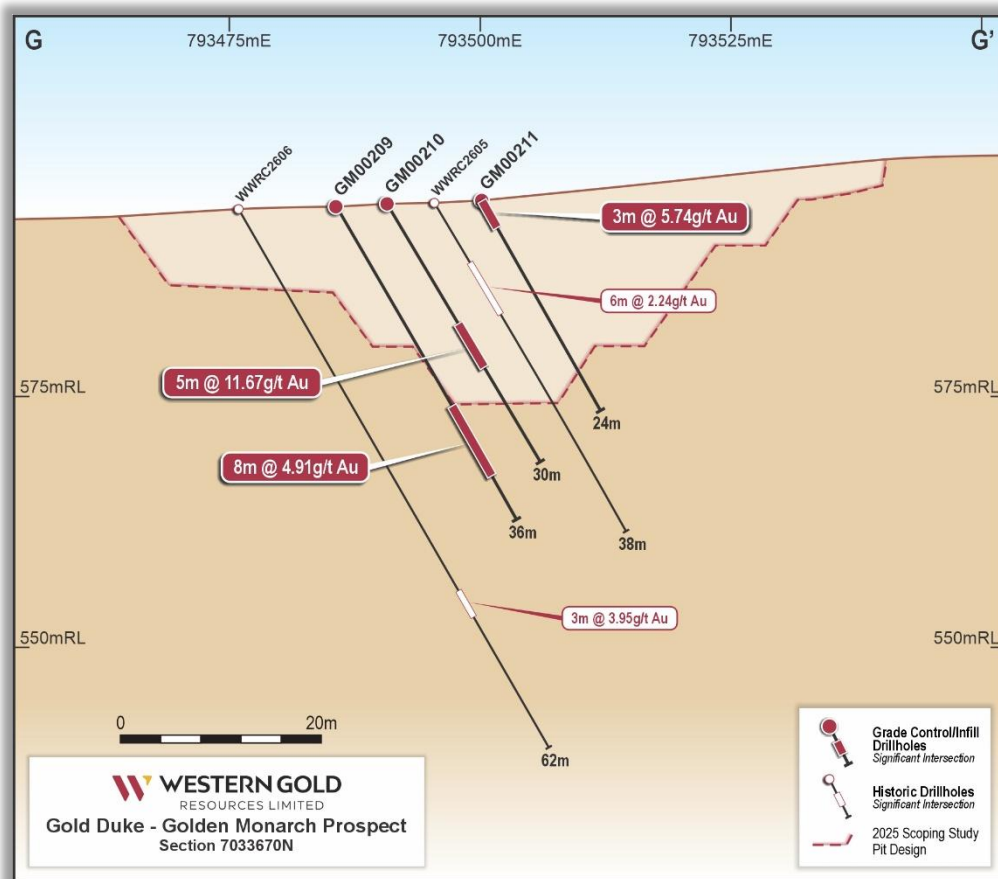 G
793475mE
793500mE
793525mE
G'
WWRC2606
GM00209
GM00210
WWRC2605
GM00211
3m @ 5.74g/t Au
6m @ 2.24g/t Au
5m @ 11.67g/t Au
575mRL
575mRL
24m
8m @ 4.91g/t Au
30m
36m
38m
3m @ 3.95g/t Au
550mRL
550mRL
0
20m
62m
WESTERN GOLD
RESOURCES LIMITED
Gold Duke - Golden Monarch Prospect
Section 7033670N
Grade Control/Infill
Drillholes
Significant Intersection
Historic Drillholes
Significant Intersection
2025 Scoping Study
Pit Design